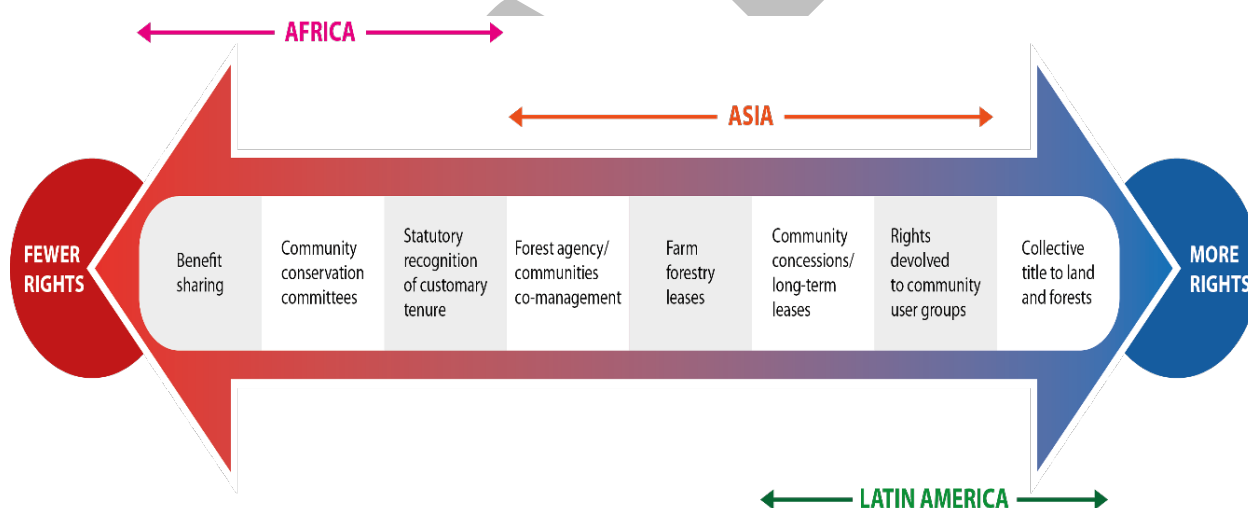 AFRICA
ASIA
FEWER
RIGHTS
Benefit
sharing
Community
conservation
committees
Statutory
recognition
of customary
tenure
Forest agency/
communities
co-management
Farm
forestry
leases
Community
concessions/
long-term
leases
Rights
devolved
to community
user groups
Collective
title to land
and forests
MORE
RIGHTS
LATIN AMERICA